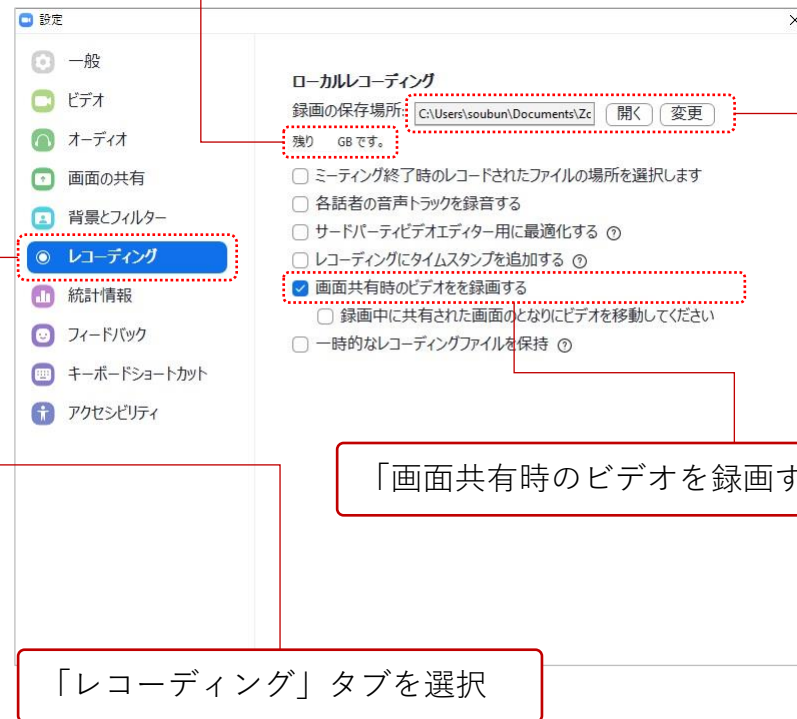 設定
一般
ビデオ
オーディオ
画面の共有
背景とフィルター
レコーディング
統計情報
フィードバック
キーボードショートカット
アクセシビリティ
ローカルレコーディング
録画の保存場所: C:\Users\soubun\Documents\Zc 開く 変更
残り GBです。
ミーティング終了時のレコードされたファイルの場所を選択します
各話者の音声トラックを録音する
サードパーティビデオエディター用に最適化する
レコーディングにタイムスタンプを追加する
画面共有時のビデオをを録画する
録画中に共有された画面のとなりにビデオを移動してください
一時的なレコーディングファイルを保持
「画面共有時のビデオを録画す
「レコーディング」タブを選択